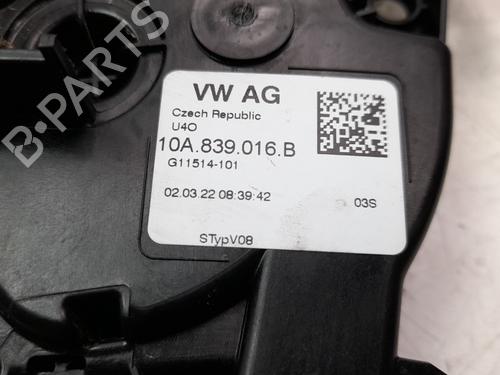 VW AG
Czech Republic
U4O
10A.839.016.B
G11514-101
02.03.22 08:39:42
03S
STypV08
B-PARTS